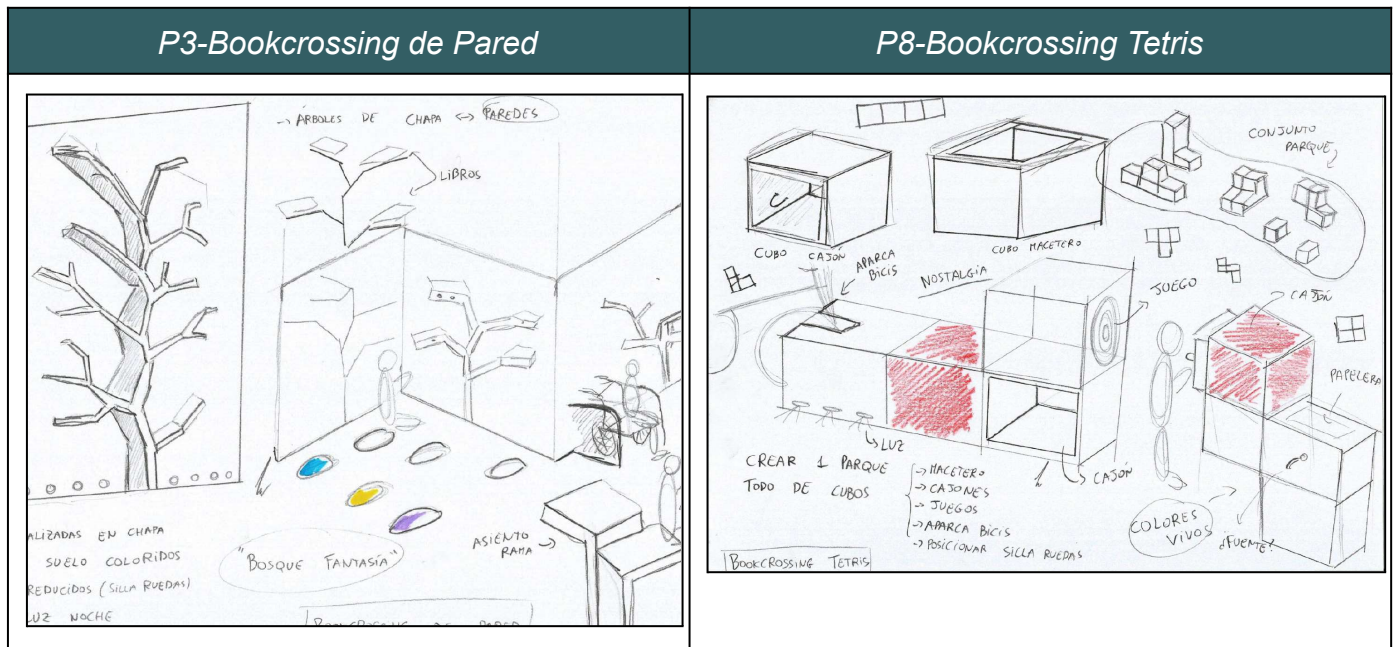 P3-Bookcrossing de Pared
P8-Bookcrossing Tetris
→ ÁRBOLES DE CHAPA ↔ PAREDES
LIBROS
ALIZADAS EN CHAPA
SUELO COLORIDOS
REDUCIDOS (SILLA RUEDAS)
LUZ NOCHE
"BOSQUE FANTASÍA"
ASIENTO
RAMA →
BOOKCROSSING DE PARED
CONJUNTO
PARQUE
CUBO CAJÓN
CUBO MACETERO
APARCA
BICIS
NOSTALGIA
JUEGO
CAJÓN
PAPELERA
LUZ
CAJÓN
CREAR 1 PARQUE
TODO DE CUBOS
→ MACETERO
→ CAJONES
→ JUEGOS
→ APARCA BICIS
→ POSICIONAR SILLA RUEDAS
COLORES
VIVOS
¿FUENTE!
BOOKCROSSING TETRIS